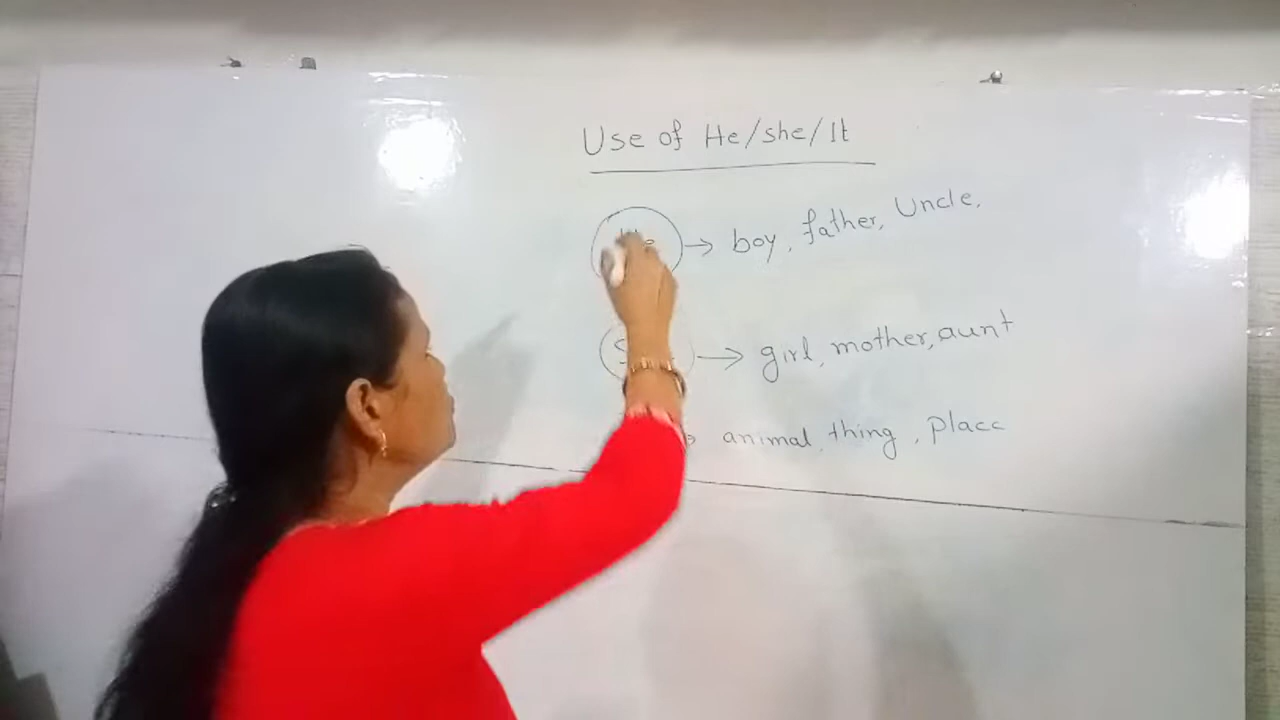 Use of He/she/It
→ boy, father, Uncle,
→ girl, mother, aunt
animal, thing, place